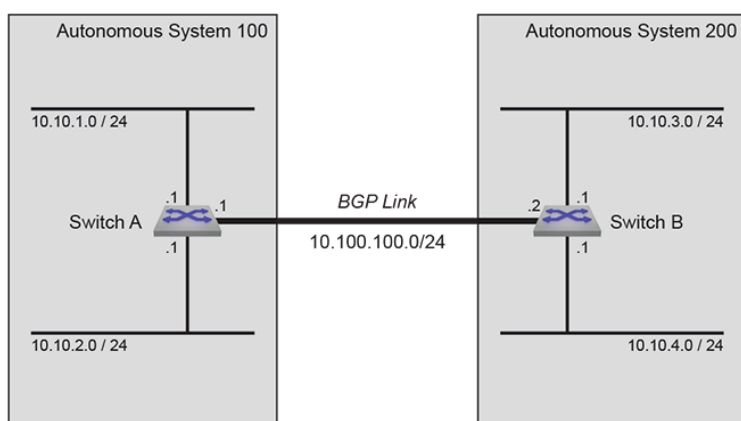 Autonomous System 100
Autonomous System 200
10.10.1.0 / 24
10.10.3.0 / 24
.1
.1
BGP Link
.2
.1
Switch A
Switch B
10.100.100.0/24
.1
.1
10.10.2.0 / 24
10.10.4.0 / 24